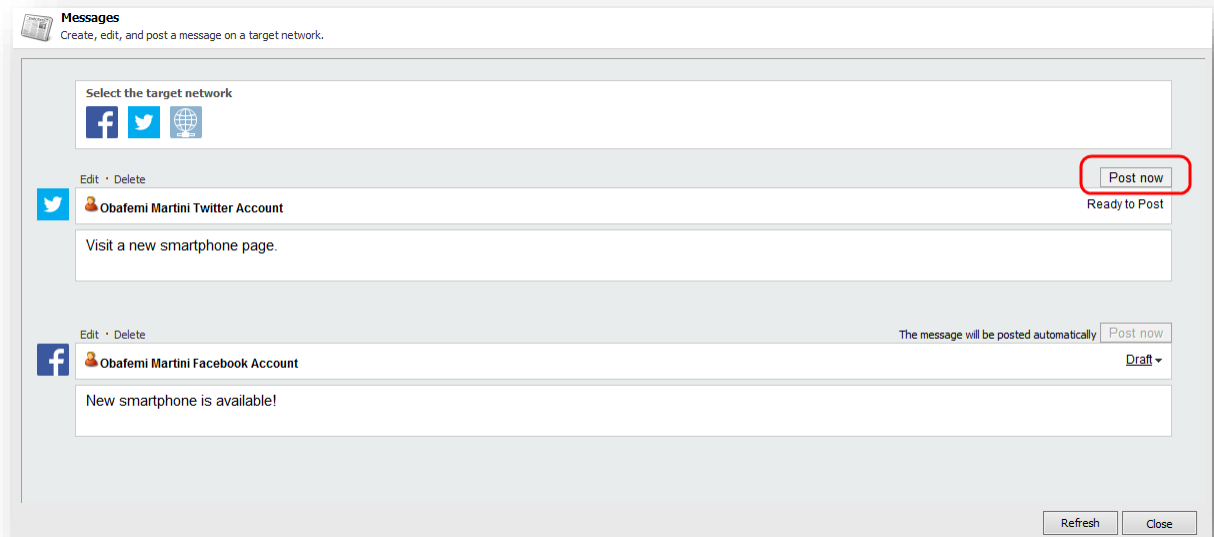 Messages
Create, edit, and post a message on a target network.
Select the target network
Edit · Delete
Post now
Obafemi Martini Twitter Account
Ready to Post
Visit a new smartphone page.
Edit · Delete
The message will be posted automatically Post now
Obafemi Martini Facebook Account
Draft
New smartphone is available!
Refresh Close